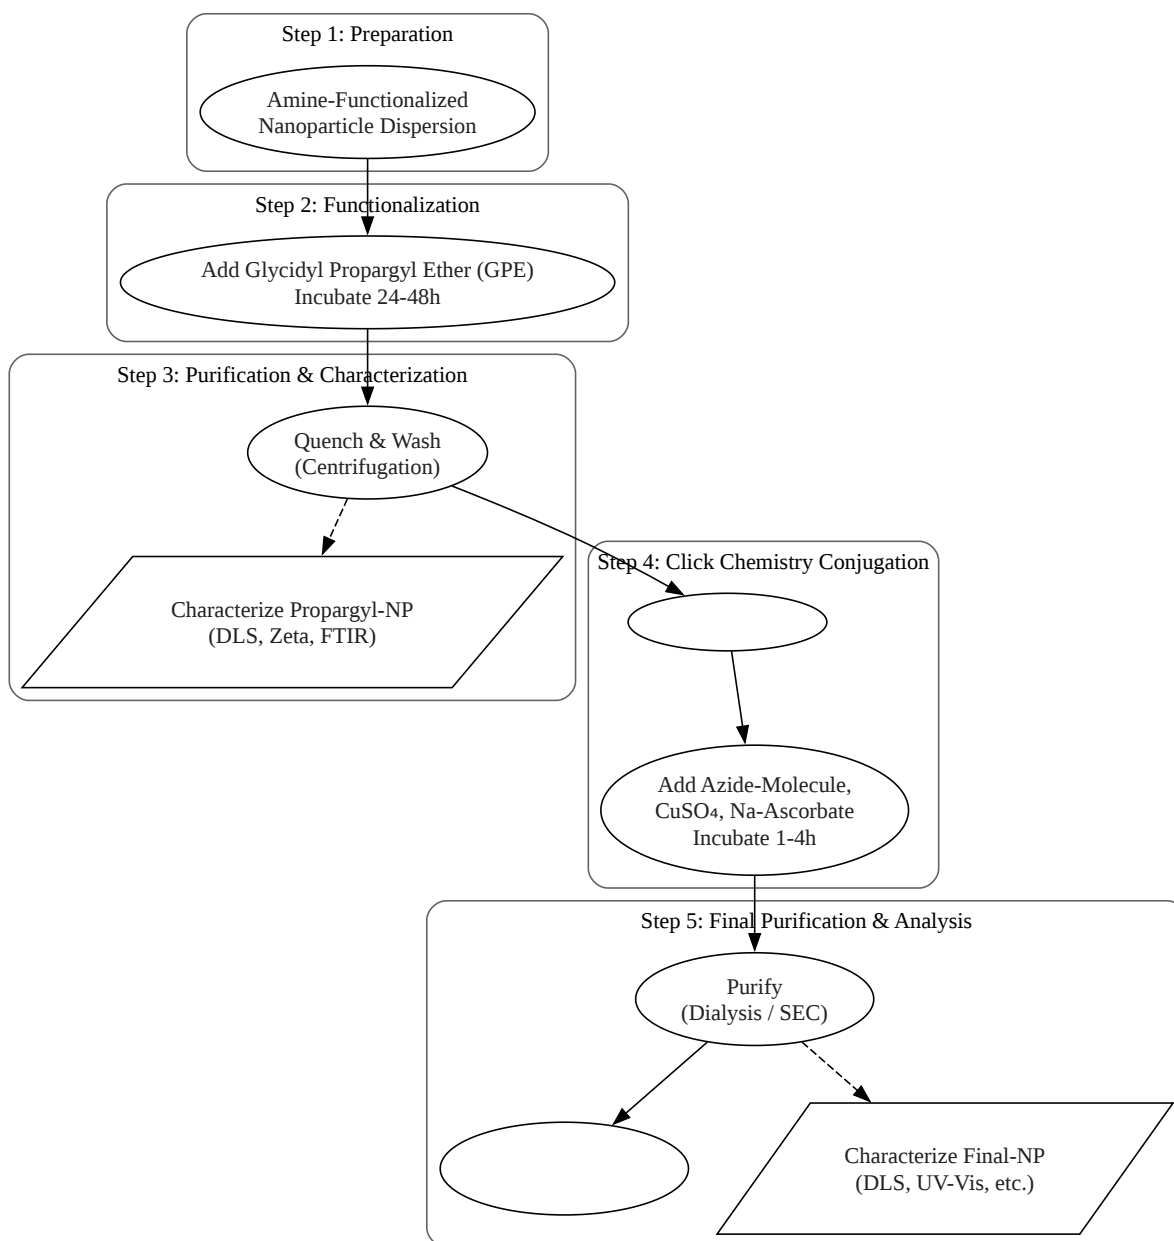 Step 1: Preparation
Amine-Functionalized
Nanoparticle Dispersion
Step 2: Functionalization
Add Glycidyl Propargyl Ether (GPE)
Incubate 24-48h
Step 3: Purification & Characterization
Quench & Wash
(Centrifugation)
Characterize Propargyl-NP
(DLS, Zeta, FTIR)
Step 4: Click Chemistry Conjugation
Add Azide-Molecule,
CuSO₄, Na-Ascorbate
Incubate 1-4h
Step 5: Final Purification & Analysis
Purify
(Dialysis / SEC)
Characterize Final-NP
(DLS, UV-Vis, etc.)